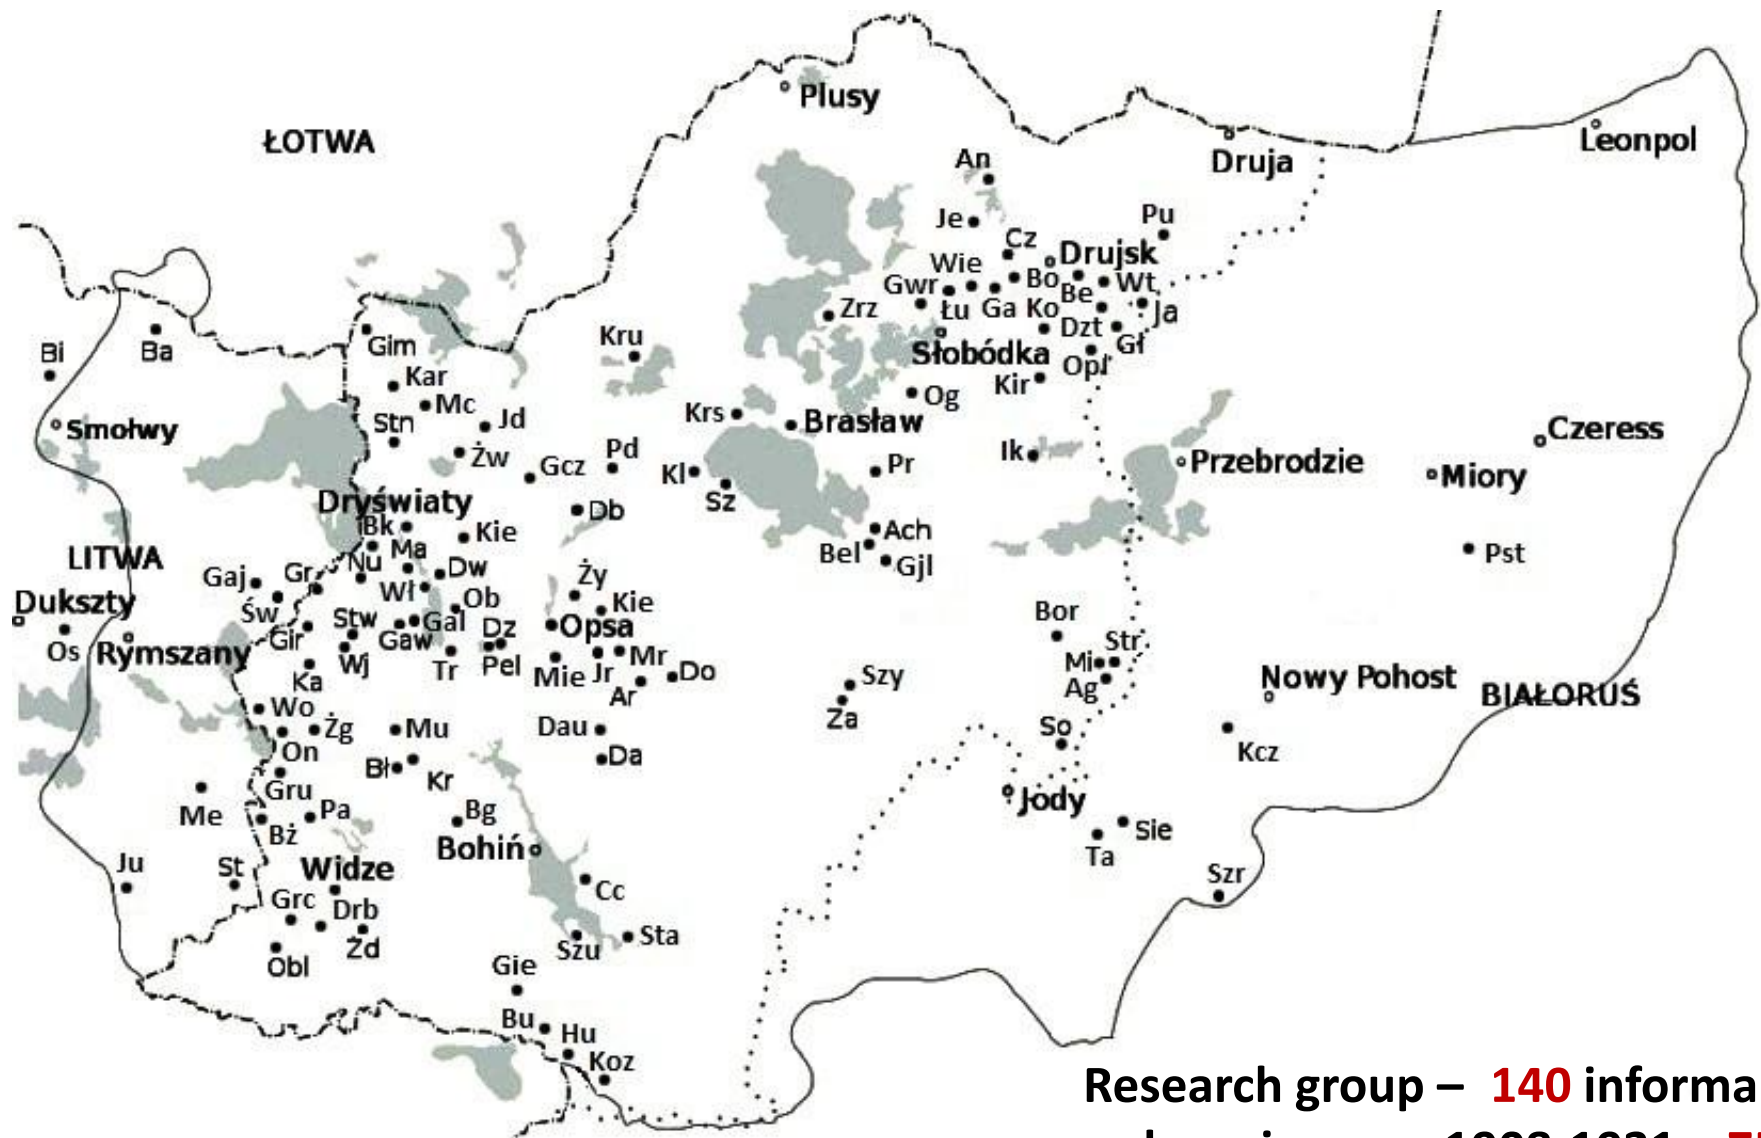 Plusy
ŁOTWA
Leonpol
Druja
An
Je
Pu
Cz
Drujsk
Wie
Gwr
Bo
Be
Wt
Zrz
Łu
Ga
Ko
Ja
Dzt
Gł
Słobódka
Opl
Kir
Og
Bi
Ba
Gim
Kru
Kar
Mc
Stn
Jd
Krs
Brasław
Smołwy
Żw
Gcz
Pd
Kl
Sz
Pr
Ik
Przebrodzie
Czeress
Miory
Dryświaty
Db
Bk
Kie
Ma
Ach
Bel
Gjl
Pst
LITWA
Gaj
Gr
Nu
Dw
Ży
Dukszty
Św
Wł
Ob
Kie
Bor
Os
Rymszany
Gir
Stw
Gaw
Gal
Dz
Opsa
Str
Wj
Tr
Pel
Mie
Jr
Mr
Do
Mi
Ka
Ar
Szy
Ag
Nowy Pohost
BIAŁORUŚ
Wo
Za
On
Żg
Mu
Dau
So
Kcz
Bł
Kr
Da
Gru
Me
Pa
Bg
Jody
Bż
Bohiń
Sie
Ta
Ju
St
Widze
Szr
Grc
Drb
Cc
Obl
Żd
Szu
Sta
Gie
Bu
Hu
Koz
Research group – 140 informa